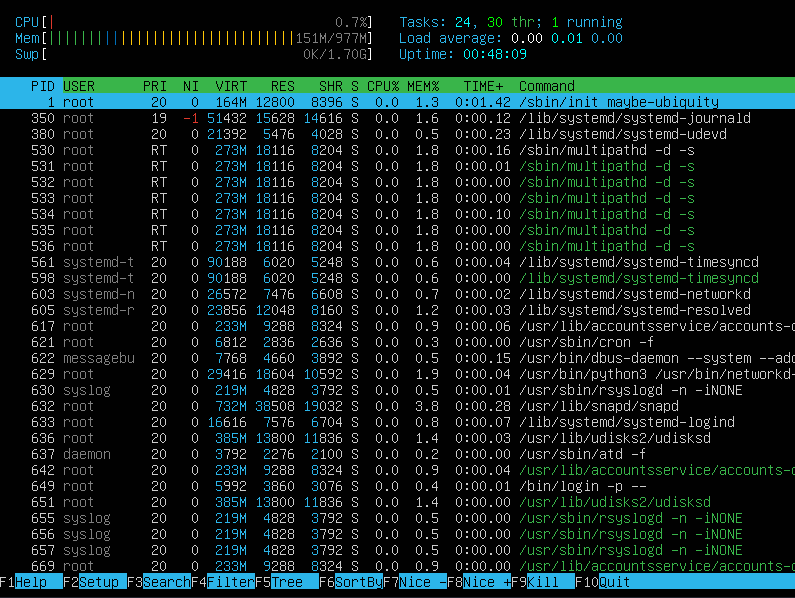 CPU[| 0.7%] Tasks: 24, 30 thr; 1 running
Mem[||||||||||||||||||||||||||||||151M/977M] Load average: 0.00 0.01 0.00
Swp[ 0K/1.70G] Uptime: 00:48:09
PID USER PRI NI VIRT RES SHR S CPU% MEM% TIME+ Command
1 root 20 0 164M 12800 8396 S 0.0 1.3 0:01.42 /sbin/init maybe-ubiquity
350 root 19 -1 51432 15628 14616 S 0.0 1.6 0:00.12 /lib/systemd/systemd-journald
380 root 20 0 21392 5476 4028 S 0.0 0.5 0:00.23 /lib/systemd/systemd-udevd
530 root RT 0 273M 18116 8204 S 0.0 1.8 0:00.16 /sbin/multipathd -d -s
531 root RT 0 273M 18116 8204 S 0.0 1.8 0:00.01 /sbin/multipathd -d -s
532 root RT 0 273M 18116 8204 S 0.0 1.8 0:00.00 /sbin/multipathd -d -s
533 root RT 0 273M 18116 8204 S 0.0 1.8 0:00.00 /sbin/multipathd -d -s
534 root RT 0 273M 18116 8204 S 0.0 1.8 0:00.10 /sbin/multipathd -d -s
535 root RT 0 273M 18116 8204 S 0.0 1.8 0:00.00 /sbin/multipathd -d -s
536 root RT 0 273M 18116 8204 S 0.0 1.8 0:00.00 /sbin/multipathd -d -s
561 systemd-t 20 0 90188 6020 5248 S 0.0 0.6 0:00.04 /lib/systemd/systemd-timesyncd
598 systemd-t 20 0 90188 6020 5248 S 0.0 0.6 0:00.00 /lib/systemd/systemd-timesyncd
603 systemd-n 20 0 26572 7476 6608 S 0.0 0.7 0:00.02 /lib/systemd/systemd-networkd
605 systemd-r 20 0 23856 12048 8160 S 0.0 1.2 0:00.03 /lib/systemd/systemd-resolved
617 root 20 0 233M 9288 8324 S 0.0 0.9 0:00.06 /usr/lib/accountsservice/accounts-d
621 root 20 0 6812 2836 2636 S 0.0 0.3 0:00.00 /usr/sbin/cron -f
622 messagebu 20 0 7768 4660 3892 S 0.0 0.5 0:00.15 /usr/bin/dbus-daemon --system --add
629 root 20 0 29416 18604 10592 S 0.0 1.9 0:00.04 /usr/bin/python3 /usr/bin/networkd-
630 syslog 20 0 219M 4828 3792 S 0.0 0.5 0:00.01 /usr/sbin/rsyslogd -n -iNONE
632 root 20 0 732M 38508 19032 S 0.0 3.8 0:00.28 /usr/lib/snapd/snapd
633 root 20 0 16616 7576 6704 S 0.0 0.8 0:00.07 /lib/systemd/systemd-logind
636 root 20 0 385M 13800 11836 S 0.0 1.4 0:00.03 /usr/lib/udisks2/udisksd
637 daemon 20 0 3792 2276 2100 S 0.0 0.2 0:00.00 /usr/sbin/atd -f
642 root 20 0 233M 9288 8324 S 0.0 0.9 0:00.04 /usr/lib/accountsservice/accounts-d
649 root 20 0 5992 3860 3076 S 0.0 0.4 0:00.01 /bin/login -p --
651 root 20 0 385M 13800 11836 S 0.0 1.4 0:00.00 /usr/lib/udisks2/udisksd
655 syslog 20 0 219M 4828 3792 S 0.0 0.5 0:00.00 /usr/sbin/rsyslogd -n -iNONE
656 syslog 20 0 219M 4828 3792 S 0.0 0.5 0:00.00 /usr/sbin/rsyslogd -n -iNONE
657 syslog 20 0 219M 4828 3792 S 0.0 0.5 0:00.00 /usr/sbin/rsyslogd -n -iNONE
669 root 20 0 233M 9288 8324 S 0.0 0.9 0:00.00 /usr/lib/accountsservice/accounts-d
F1Help F2Setup F3SearchF4FilterF5Tree F6SortByF7Nice -F8Nice +F9Kill F10Quit